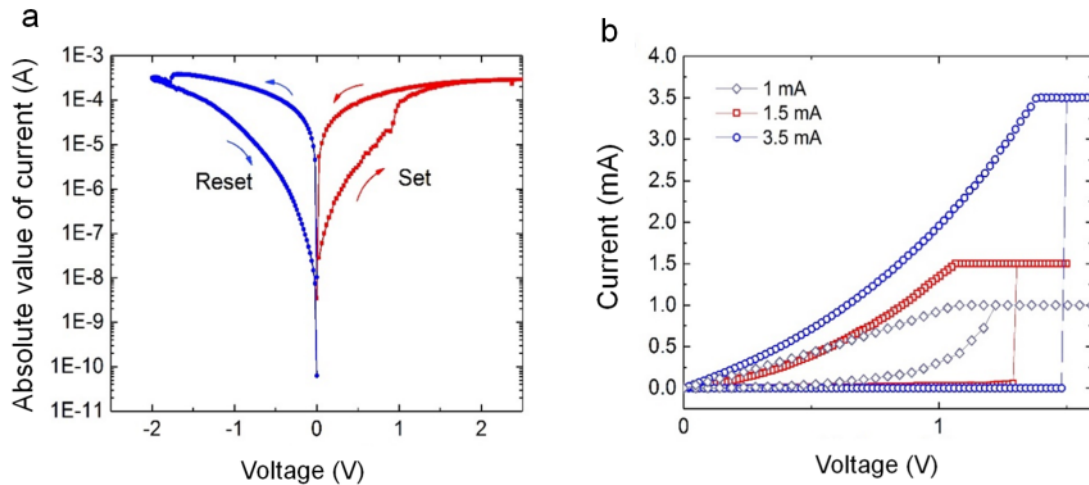 a
Absolute value of current (A)
1E-3
1E-4
1E-5
1E-6
1E-7
1E-8
1E-9
1E-10
1E-11
Reset
Set
-2 -1 0 1 2
Voltage (V)
b
Current (mA)
4.0
3.5
3.0
2.5
2.0
1.5
1.0
0.5
0.0
1 mA
1.5 mA
3.5 mA
0 1
Voltage (V)